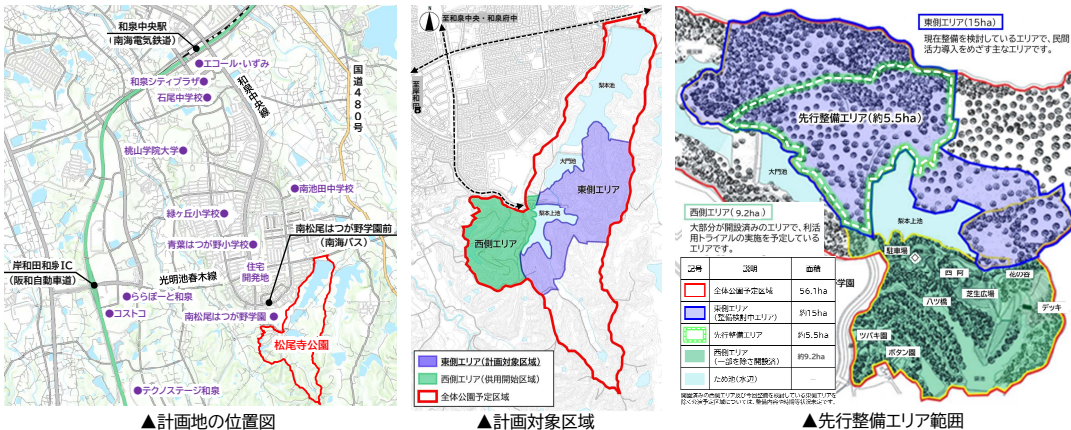 和泉中央駅
(南海電気鉄道)
エコール・いずみ
和泉シティプラザ
石尾中学校
和泉中央線
国道480号
桃山学院大学
南池田中学校
緑ヶ丘小学校
南松尾はつが野学園前
(南海バス)
青葉はつが野小学校
住宅
開発地
岸和田和泉IC
(阪和自動車道)
光明池春木線
ららぽーと和泉
コストコ
南松尾はつが野学園
松尾寺公園
テクノステージ和泉
▲計画地の位置図
至和泉中央・和泉府中
梨本池
大門池
東側エリア
梨本上池
西側エリア
東側エリア(計画対象区域)
西側エリア(供用開始区域)
全体公園予定区域
▲計画対象区域
東側エリア(15ha)
現在整備を検討しているエリアで、民間
活力導入をめざす主なエリアです。
先行整備エリア(約5.5ha)
大門池
梨本上池
西側エリア(9.2ha)
大部分が開設済みのエリアで、利活
用トライアルの実施を予定している
エリアです。
駐車場
四阿
花の谷
芝生広場
八ツ橋
デッキ
ツバキ園
ボタン園
学園
記号 説明 面積
全体公園予定区域 56.1ha
東側エリア
(整備検討中エリア) 約15ha
先行整備エリア 約5.5ha
西側エリア
(一部を除き開設済) 約9.2ha
ため池(水辺) ―
▲先行整備エリア範囲